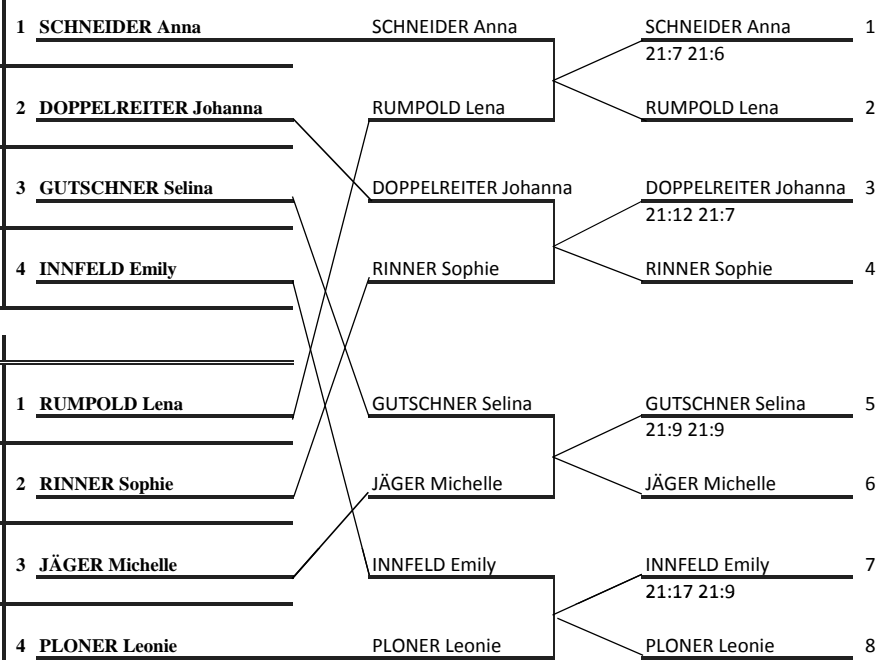 1 SCHNEIDER Anna SCHNEIDER Anna SCHNEIDER Anna 1
21:7 21:6
2 DOPPELREITER Johanna RUMPOLD Lena RUMPOLD Lena 2
3 GUTSCHNER Selina DOPPELREITER Johanna DOPPELREITER Johanna 3
21:12 21:7
4 INNFELD Emily RINNER Sophie RINNER Sophie 4
1 RUMPOLD Lena GUTSCHNER Selina GUTSCHNER Selina 5
21:9 21:9
2 RINNER Sophie JÄGER Michelle JÄGER Michelle 6
3 JÄGER Michelle INNFELD Emily INNFELD Emily 7
21:17 21:9
4 PLONER Leonie PLONER Leonie PLONER Leonie 8